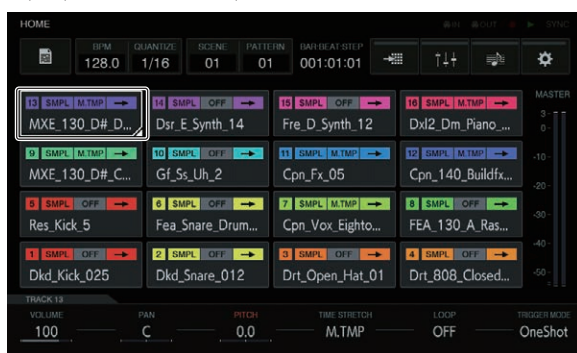 HOME IN OUT SYNC
BPM QUANTIZE SCENE PATTERN BAR·BEAT·STEP
128.0 1/16 01 01 001:01:01
MASTER
13 SMPL M.TMP 14 SMPL OFF 15 SMPL OFF 16 SMPL M.TMP
MXE_130_D#_D... Dsr_E_Synth_14 Fre_D_Synth_12 Dxl2_Dm_Piano_...
3
0
9 SMPL M.TMP 10 SMPL OFF 11 SMPL M.TMP 12 SMPL M.TMP
MXE_130_D#_C... Gf_Ss_Uh_2 Cpn_Fx_05 Cpn_140_Buildfx...
-10
-20
5 SMPL OFF 6 SMPL OFF 7 SMPL M.TMP 8 SMPL OFF
Res_Kick_5 Fea_Snare_Drum... Cpn_Vox_Eighto... FEA_130_A_Ras...
-30
-40
1 SMPL OFF 2 SMPL OFF 3 SMPL OFF 4 SMPL OFF
Dkd_Kick_025 Dkd_Snare_012 Drt_Open_Hat_01 Drt_808_Closed...
-50
TRACK 13
VOLUME PAN PITCH TIME STRETCH LOOP TRIGGER MODE
100 C 0.0 M.TMP OFF OneShot